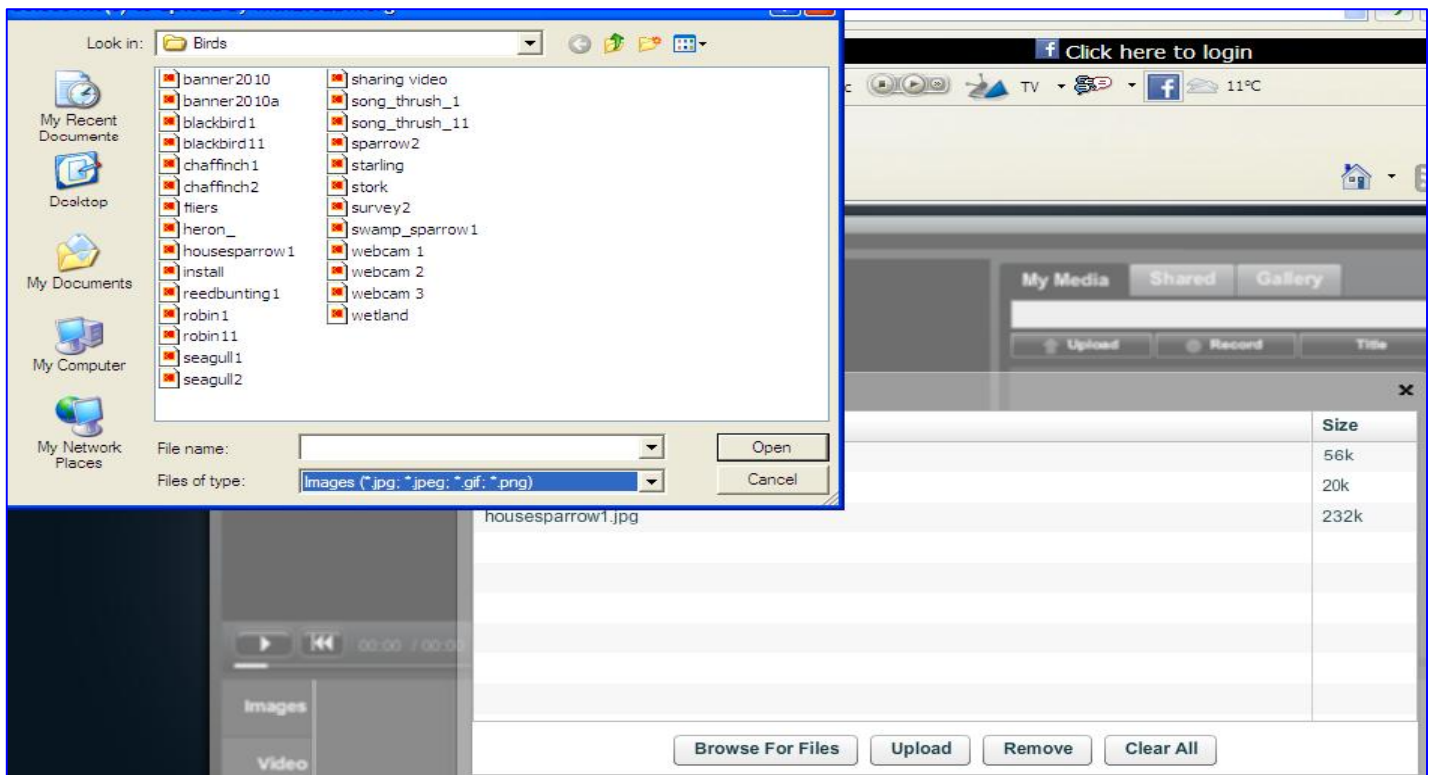 Look in: Birds
My Recent
Documents
Desktop
My Documents
My Computer
My Network
Places
banner2010
banner2010a
blackbird1
blackbird11
chaffinch1
chaffinch2
fliers
heron_
housesparrow1
install
reedbunting1
robin1
robin11
seagull1
seagull2
sharing video
song_thrush_1
song_thrush_11
sparrow2
starling
stork
survey2
swamp_sparrow1
webcam 1
webcam 2
webcam 3
wetland
File name: Open
Files of type: Images (*.jpg; *.jpeg; *.gif; *.png) Cancel
Click here to login
TV 11°C
My Media Shared Gallery
Upload Record Title
Size
56k
20k
housesparrow1.jpg 232k
00:00 / 00:00
Images
Video
Browse For Files Upload Remove Clear All